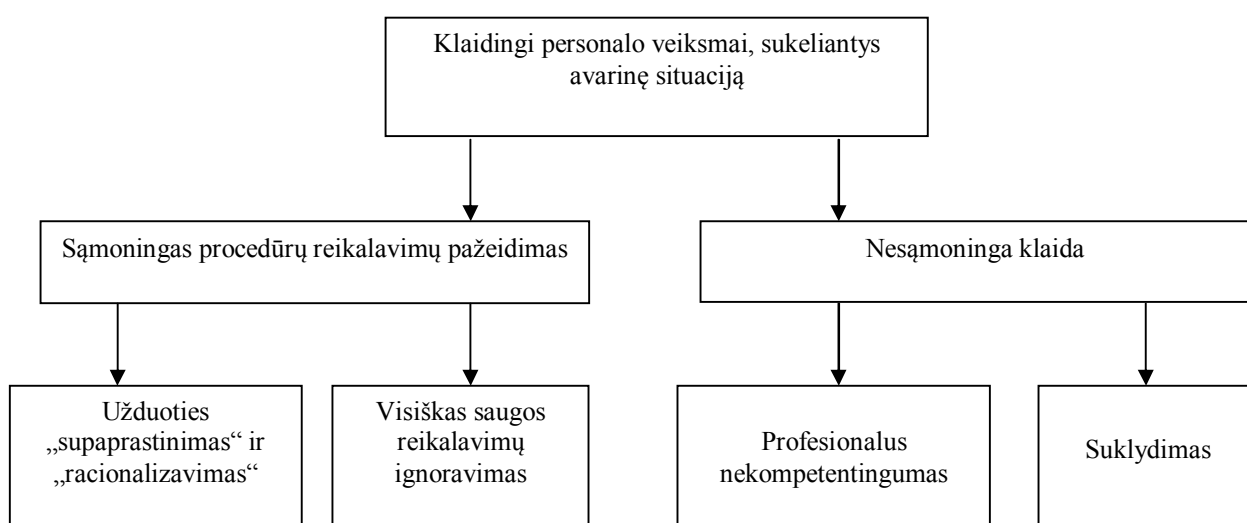 Klaidingi personalo veiksmai, sukeliantys
avarinę situaciją
Sąmoningas procedūrų reikalavimų pažeidimas
Nesąmoninga klaida
Užduoties
„supaprastinimas“ ir
„racionalizavimas“
Visiškas saugos
reikalavimų
ignoravimas
Profesionalus
nekompetentingumas
Suklydimas